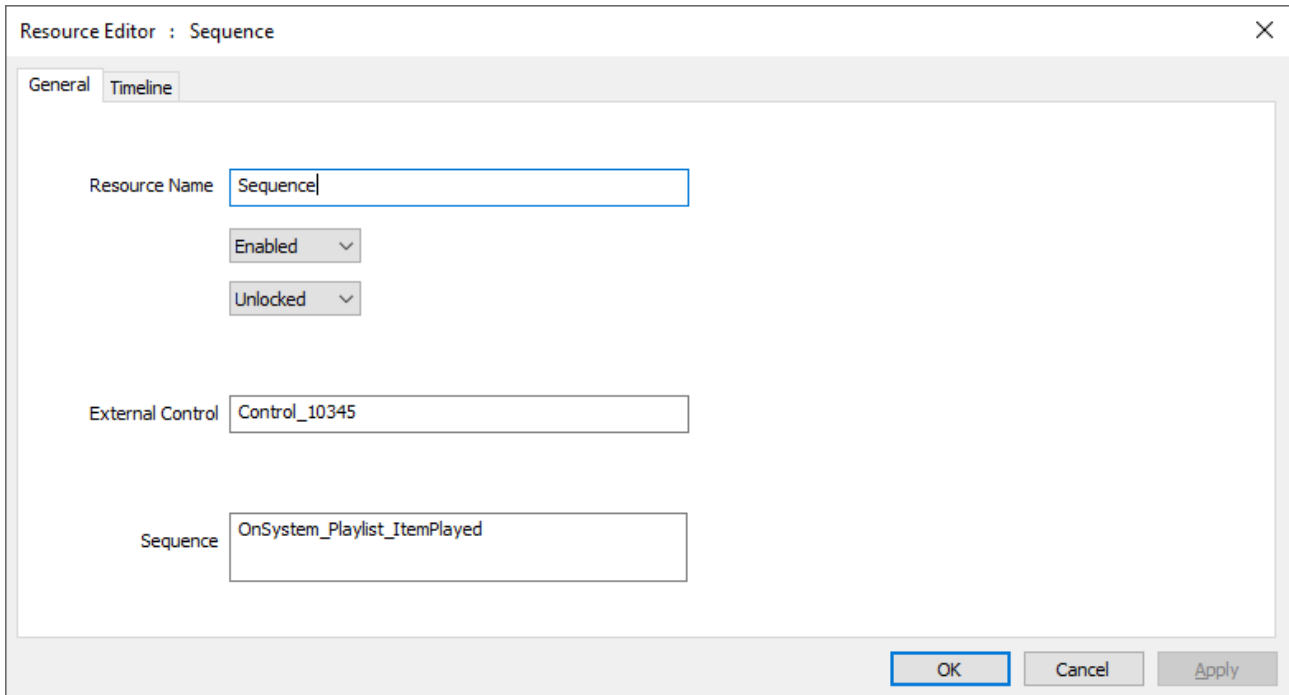 Resource Editor : Sequence
General Timeline
Resource Name Sequence
Enabled
Unlocked
External Control Control_10345
Sequence OnSystem_Playlist_ItemPlayed
OK Cancel Apply